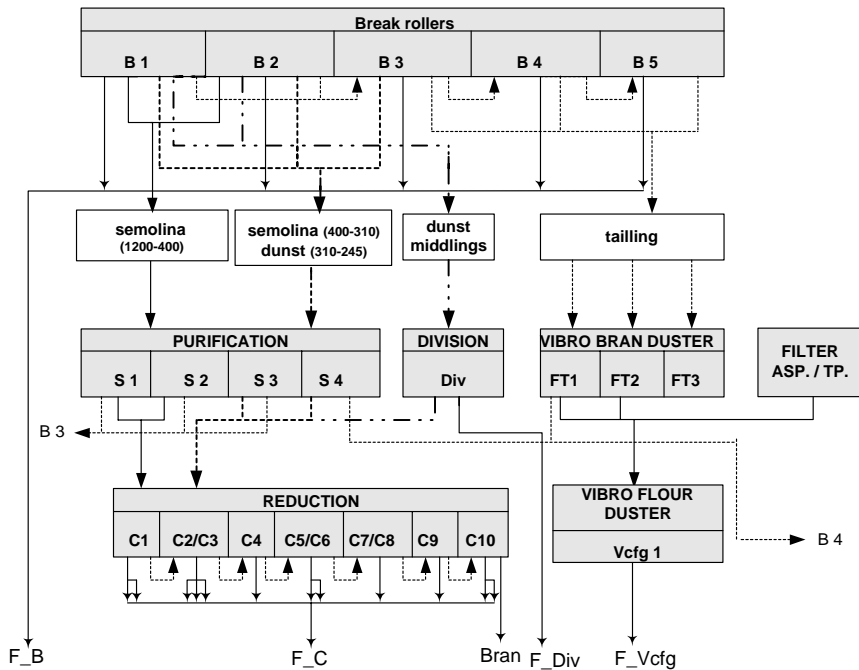 Break rollers
B 1 B 2 B 3 B 4 B 5
semolina
(1200-400)
semolina (400-310)
dunst (310-245)
dunst
middlings
tailling
PURIFICATION
S 1 S 2 S 3 S 4
DIVISION
Div
VIBRO BRAN DUSTER
FT1 FT2 FT3
FILTER
ASP. / TP.
B 3
REDUCTION
C1 C2/C3 C4 C5/C6 C7/C8 C9 C10
VIBRO FLOUR
DUSTER
Vcfg 1
B 4
F_B F_C Bran F_Div F_Vcfg